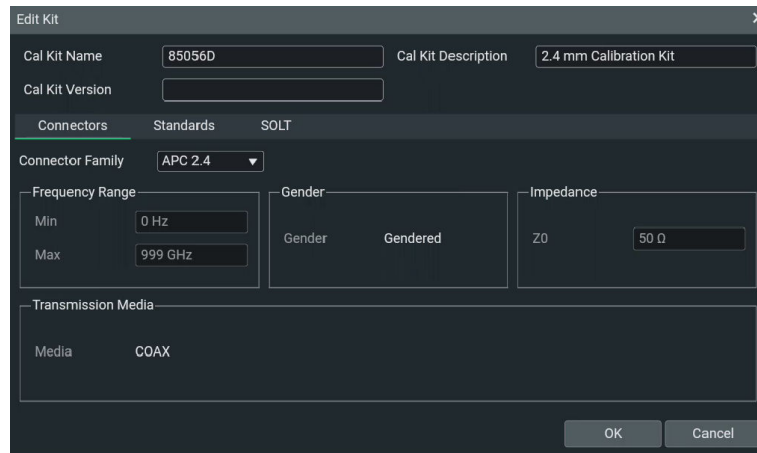 Edit Kit
Cal Kit Name 85056D Cal Kit Description 2.4 mm Calibration Kit
Cal Kit Version
Connectors Standards SOLT
Connector Family APC 2.4
Frequency Range Gender Impedance
Min 0 Hz
Gender Gendered Z0 50 Ω
Max 999 GHz
Transmission Media
Media COAX
OK Cancel